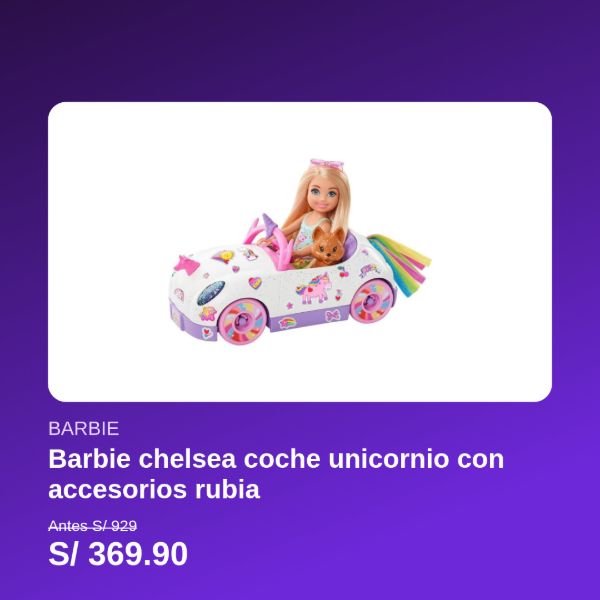 BARBIE
Barbie chelsea coche unicornio con
accesorios rubia
Antes S/ 929
S/ 369.90